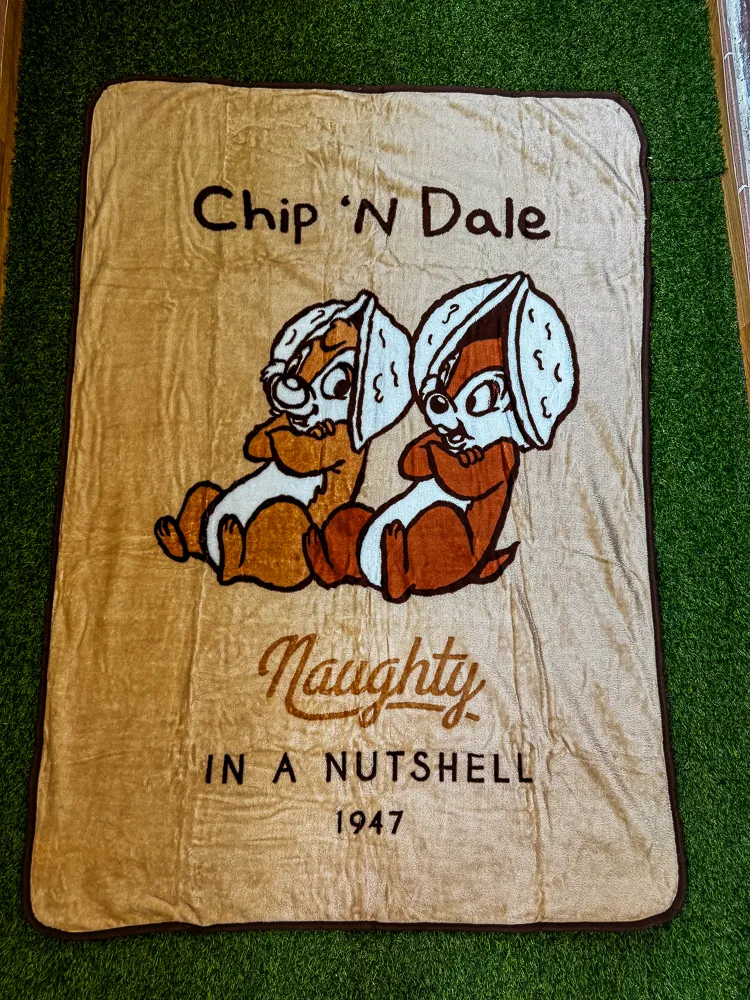 Chip 'N Dale
Naughty
IN A NUTSHELL
1947